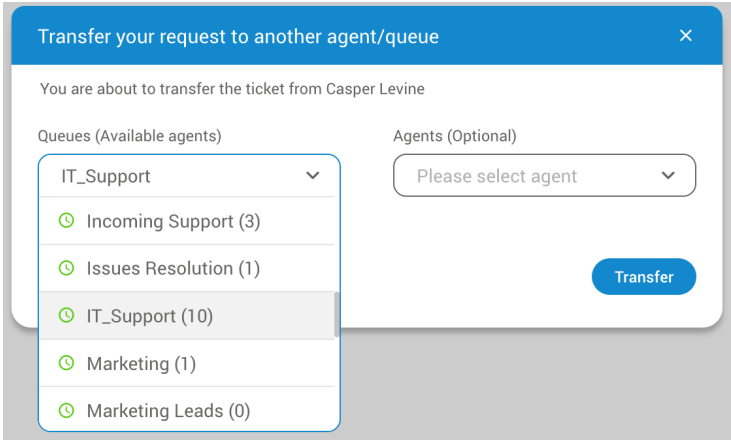 Transfer your request to another agent/queue
You are about to transfer the ticket from Casper Levine
Queues (Available agents)
Agents (Optional)
IT_Support
Please select agent
Incoming Support (3)
Issues Resolution (1)
Transfer
IT_Support (10)
Marketing (1)
Marketing Leads (0)